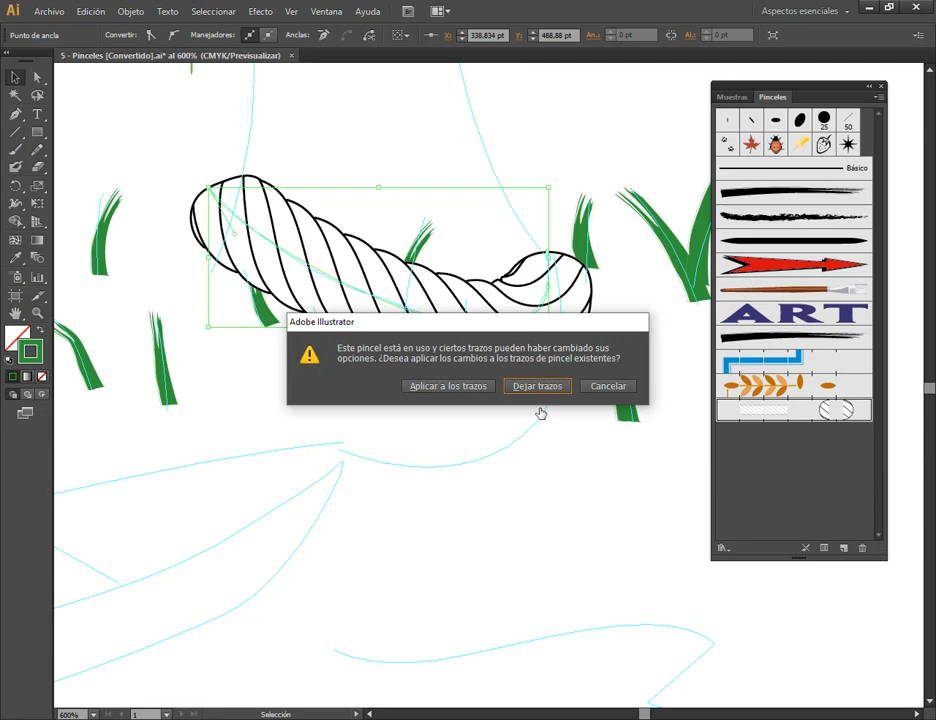 Ai Archivo Edición Objeto Texto Seleccionar Efecto Ver Ventana Ayuda Br Aspectos esenciales
Punto de ancla Convertir: Manejadores: Anclas: X: 338,834 pt Y: 488,88 pt An.: 0 pt AL: 0 pt
5 - Pinceles [Convertido].ai* al 600% (CMYK/Previsualizar) ×
Muestras Pinceles
25 50
Básico
ART
Adobe Illustrator
Este pincel está en uso y ciertos trazos pueden haber cambiado sus
opciones. ¿Desea aplicar los cambios a los trazos de pincel existentes?
Aplicar a los trazos Dejar trazos Cancelar
600% 1 Selección